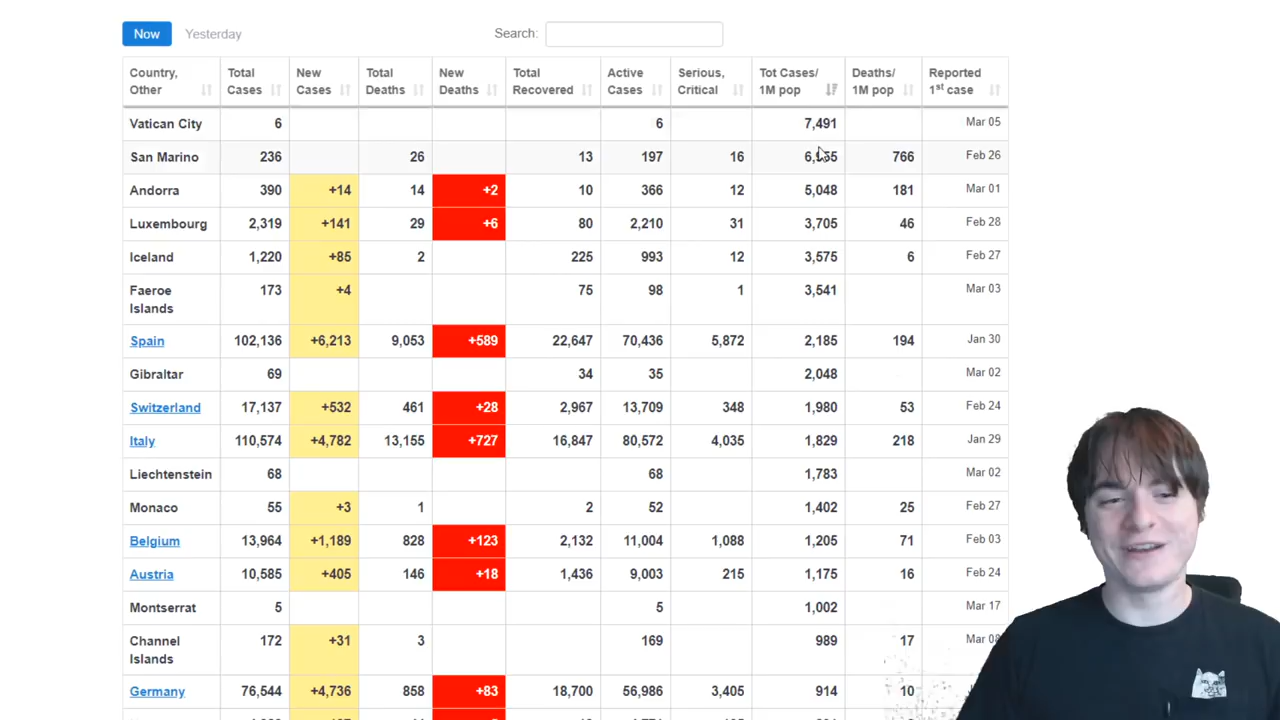 Now Yesterday Search:
Country, Other Total Cases New Cases Total Deaths New Deaths Total Recovered Active Cases Serious, Critical Tot Cases/ 1M pop Deaths/ 1M pop Reported 1st case
Vatican City 6 6 7,491 Mar 05
San Marino 236 26 13 197 16 766 Feb 26
Andorra 390 +14 14 +2 10 366 12 5,048 181 Mar 01
Luxembourg 2,319 +141 29 +6 80 2,210 31 3,705 46 Feb 28
Iceland 1,220 +85 2 225 993 12 3,575 6 Feb 27
Faeroe Islands 173 +4 75 98 1 3,541 Mar 03
Spain 102,136 +6,213 9,053 +589 22,647 70,436 5,872 2,185 194 Jan 30
Gibraltar 69 34 35 2,048 Mar 02
Switzerland 17,137 +532 461 +28 2,967 13,709 348 1,980 53 Feb 24
Italy 110,574 +4,782 13,155 +727 16,847 80,572 4,035 1,829 218 Jan 29
Liechtenstein 68 68 1,783 Mar 02
Monaco 55 +3 1 2 52 1,402 25 Feb 27
Belgium 13,964 +1,189 828 +123 2,132 11,004 1,088 1,205 71 Feb 03
Austria 10,585 +405 146 +18 1,436 9,003 215 1,175 16 Feb 24
Montserrat 5 5 1,002 Mar 17
Channel Islands 172 +31 3 169 989 17 Mar
Germany 76,544 +4,736 858 +83 18,700 56,986 3,405 914 10